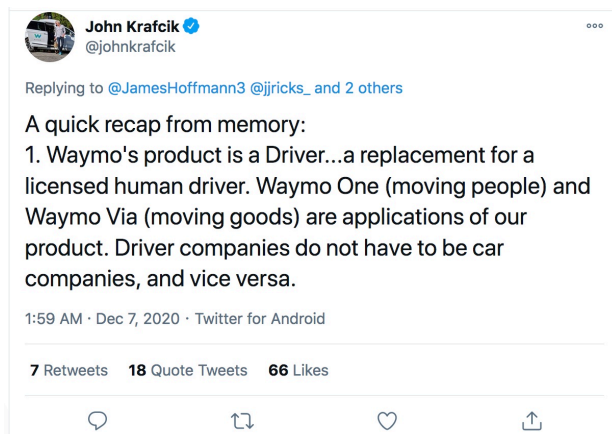 John Krafcik
@johnkrafcik
Replying to @JamesHoffmann3 @jjricks_ and 2 others
A quick recap from memory:
1. Waymo's product is a Driver...a replacement for a
licensed human driver. Waymo One (moving people) and
Waymo Via (moving goods) are applications of our
product. Driver companies do not have to be car
companies, and vice versa.
1:59 AM · Dec 7, 2020 · Twitter for Android
7 Retweets 18 Quote Tweets 66 Likes